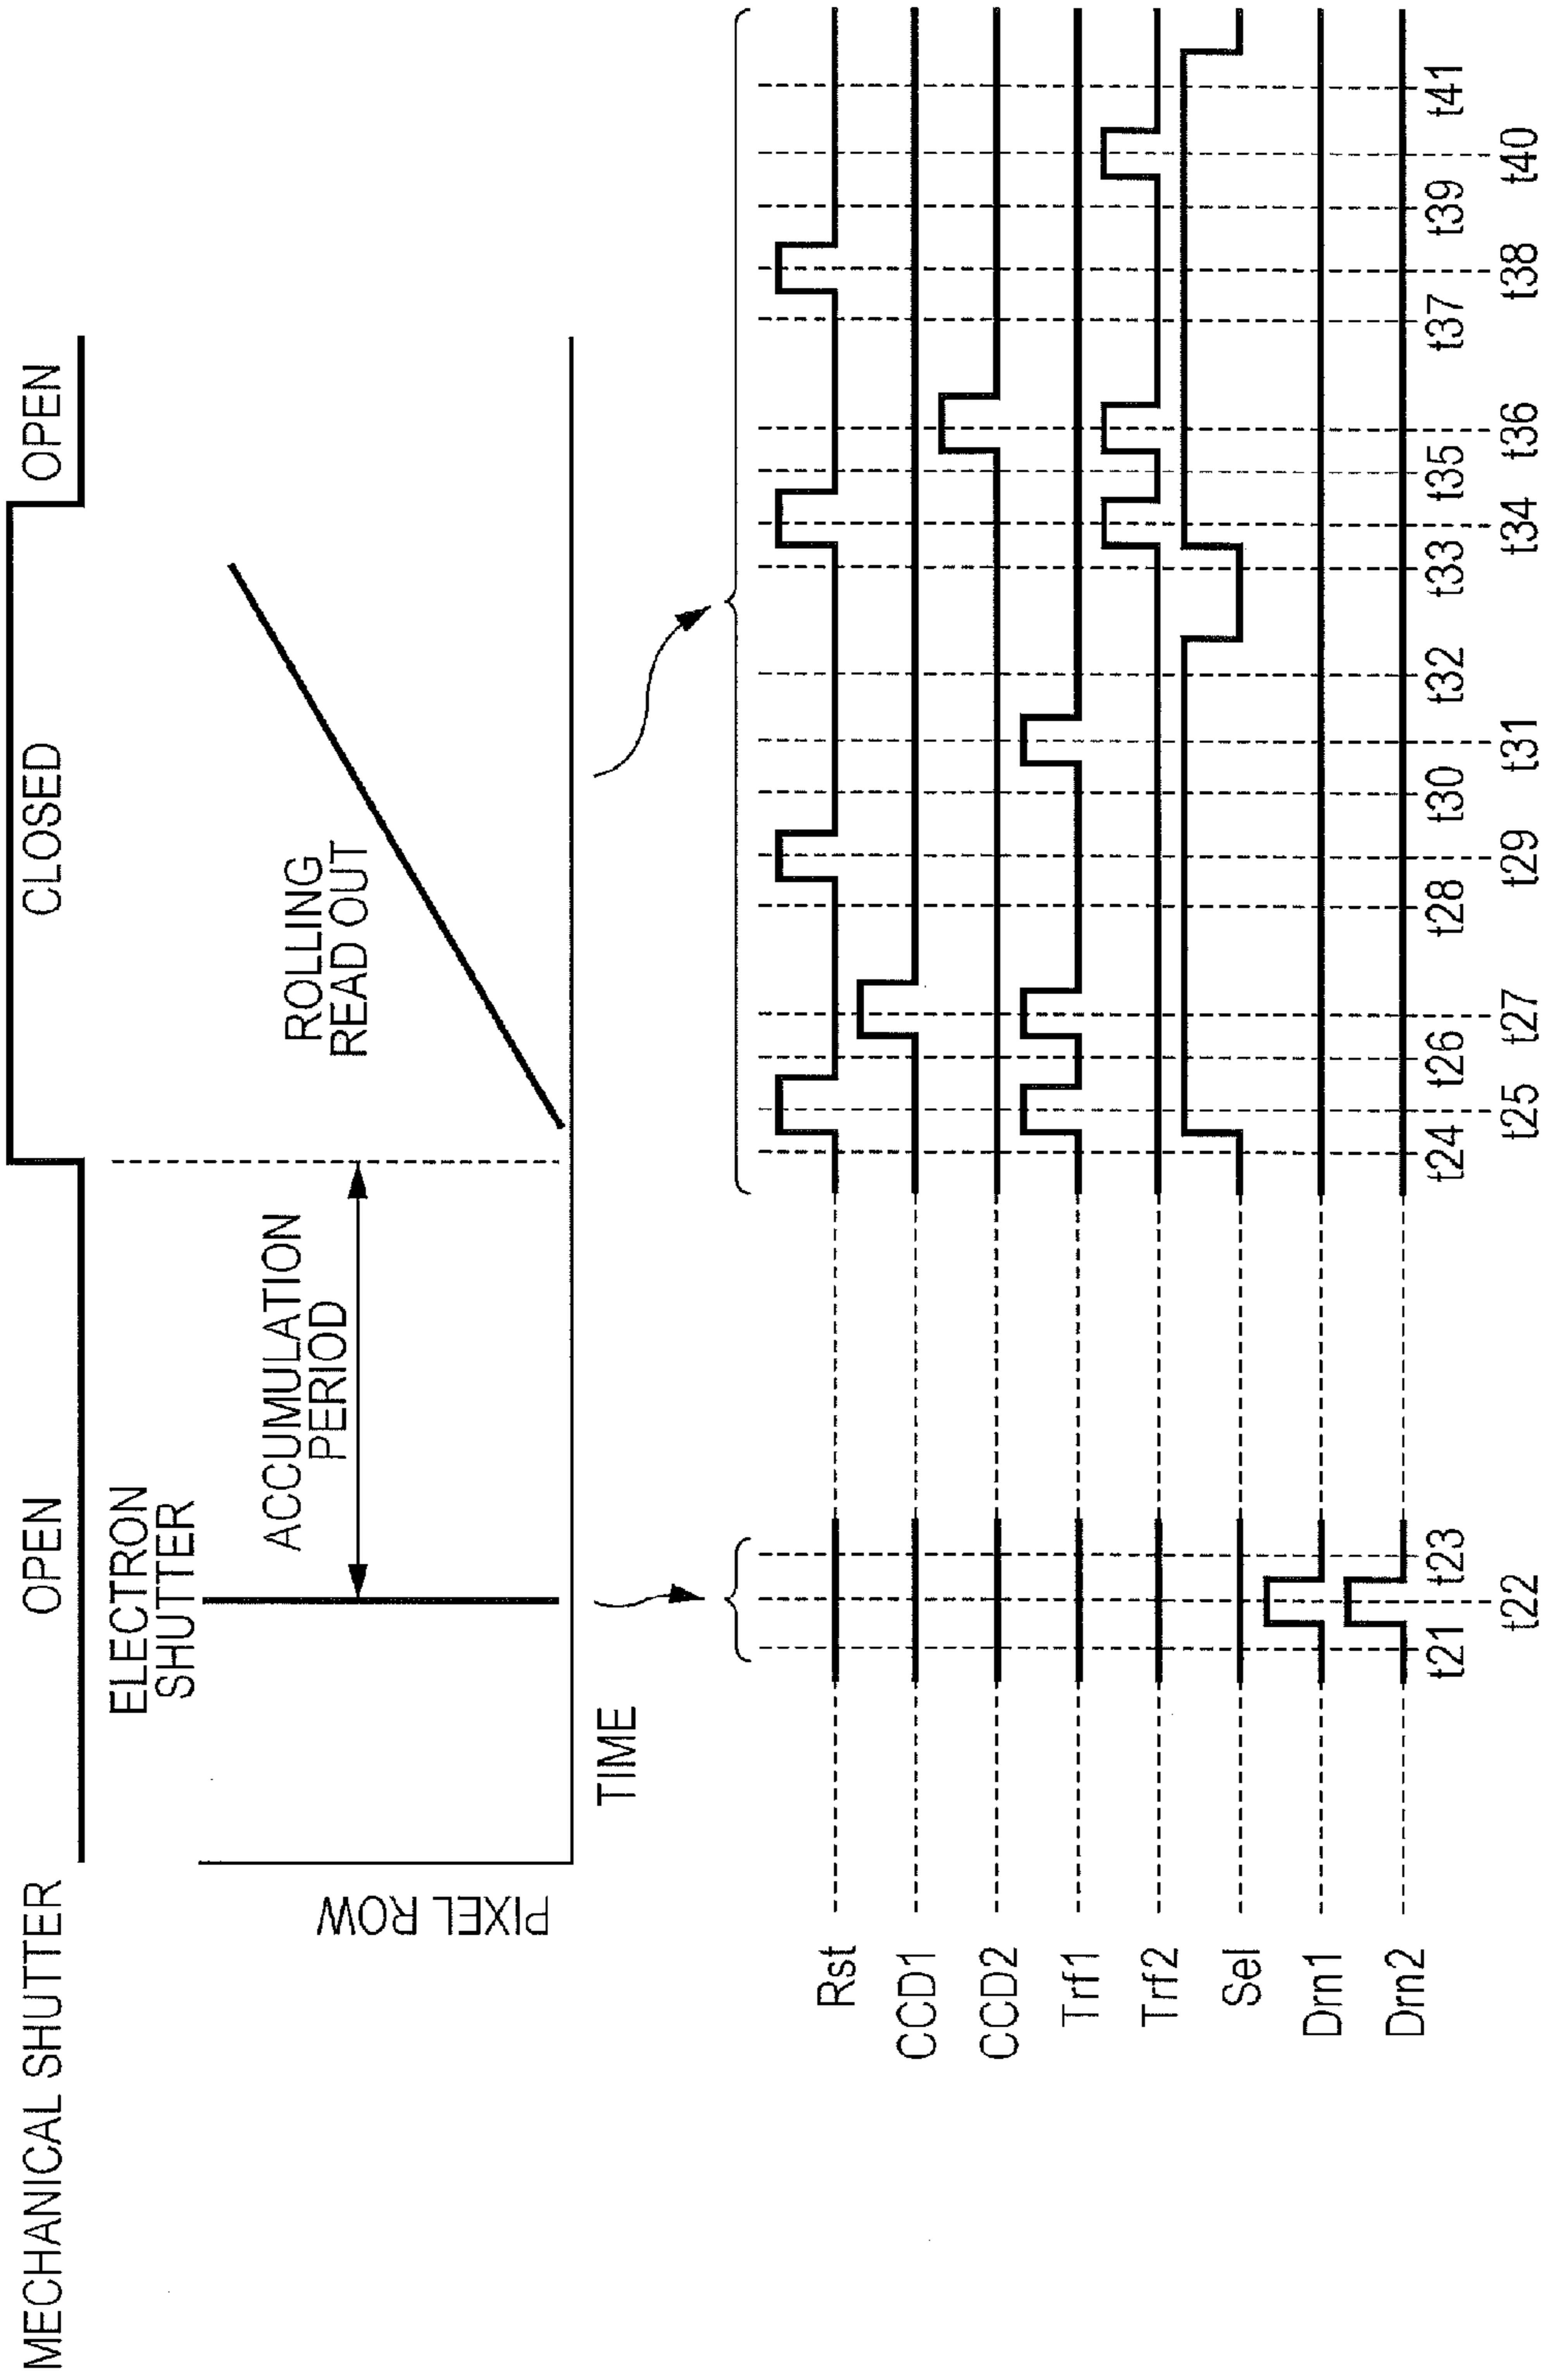 MECHANICAL SHUTTER
OPEN
CLOSED
OPEN
ELECTRON
SHUTTER
ACCUMULATION
PERIOD
ROLLING
READ OUT
PIXEL ROW
TIME
Rst
CCD1
CCD2
Trf1
Trf2
Sel
Drn1
Drn2
t21
t22
t23
t24
t25
t26
t27
t28
t29
t30
t31
t32
t33
t34
t35
t36
t37
t38
t39
t40
t41